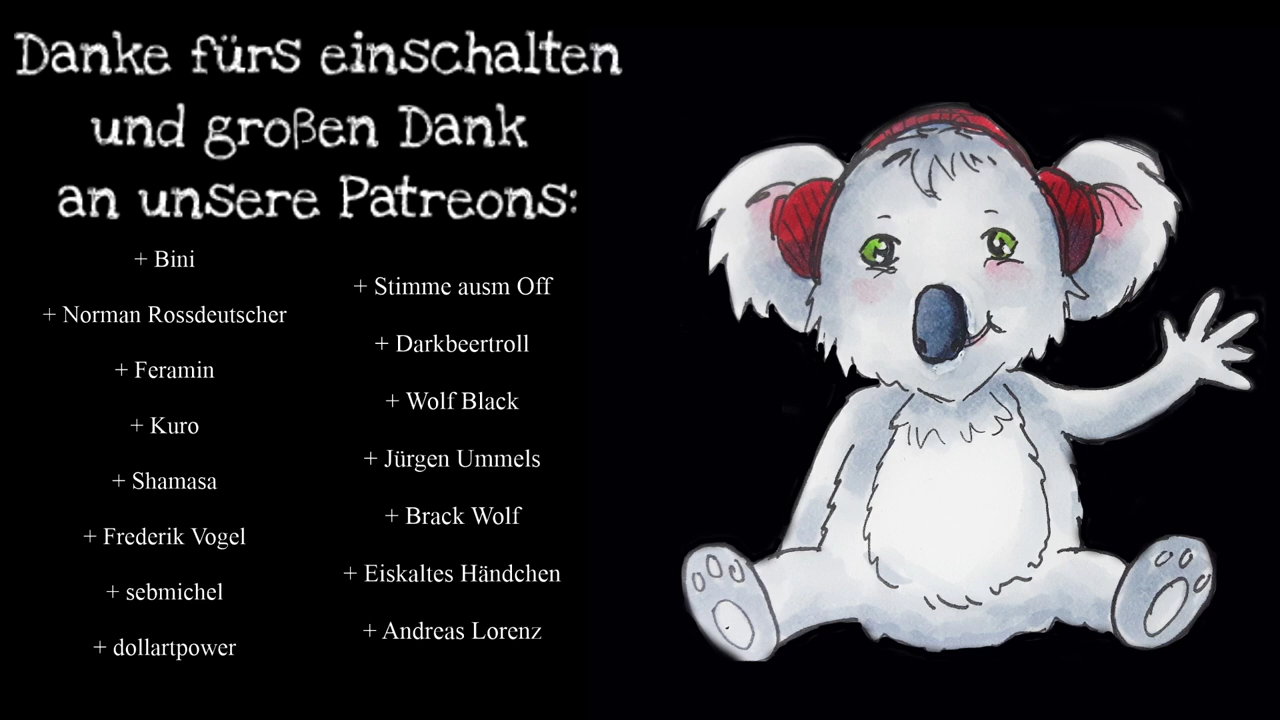 Danke fürs einschalten
und großen Dank
an unsere Patreons:
+ Bini
+ Norman Rossdeutscher
+ Feramin
+ Kuro
+ Shamasa
+ Frederik Vogel
+ sebmichel
+ dollartpower
+ Stimme ausm Off
+ Darkbeertroll
+ Wolf Black
+ Jürgen Ummels
+ Brack Wolf
+ Eiskaltes Händchen
+ Andreas Lorenz